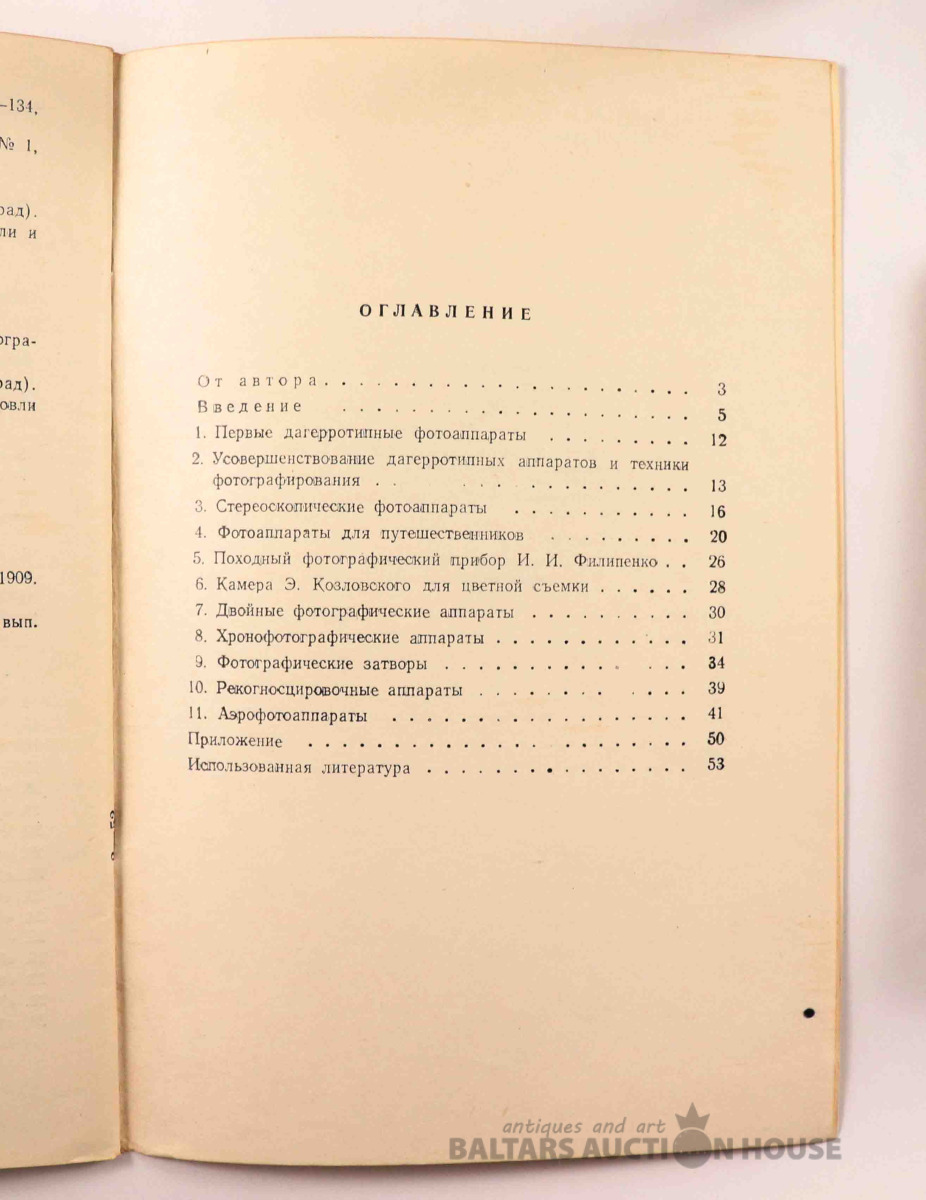 -134,
№ 1,
рад).
ли и
огра-
рад).
овли
1909.
вып.
ОГЛАВЛЕНИЕ
От автора. . . . . . . . . . . . . . . . . . . . . . 3
Введение . . . . . . . . . . . . . . . . . . . . . 5
1. Первые дагерротипные фотоаппараты . . . . . . . . . 12
2. Усовершенствование дагерротипных аппаратов и техники
фотографирования . . . . . . . . . . . . . . . 13
3. Стереоскопические фотоаппараты . . . . . . . . . . . 16
4. Фотоаппараты для путешественников . . . . . . . . . 20
5. Походный фотографический прибор И. И. Филипенко . . 26
6. Камера Э. Козловского для цветной съемки . . . . . . 28
7. Двойные фотографические аппараты . . . . . . . . . . 30
8. Хронофотографические аппараты . . . . . . . . . . . . 31
9. Фотографические затворы . . . . . . . . . . . . . . 34
10. Рекогносцировочные аппараты . . . . . . . . . . . . 39
11. Аэрофотоаппараты . . . . . . . . . . . . . . . . . 41
Приложение . . . . . . . . . . . . . . . . . . . . . 50
Использованная литература . . . . . . . . . . . . . . . 53
antiques and art
BALTARS AUCTION HOUSE